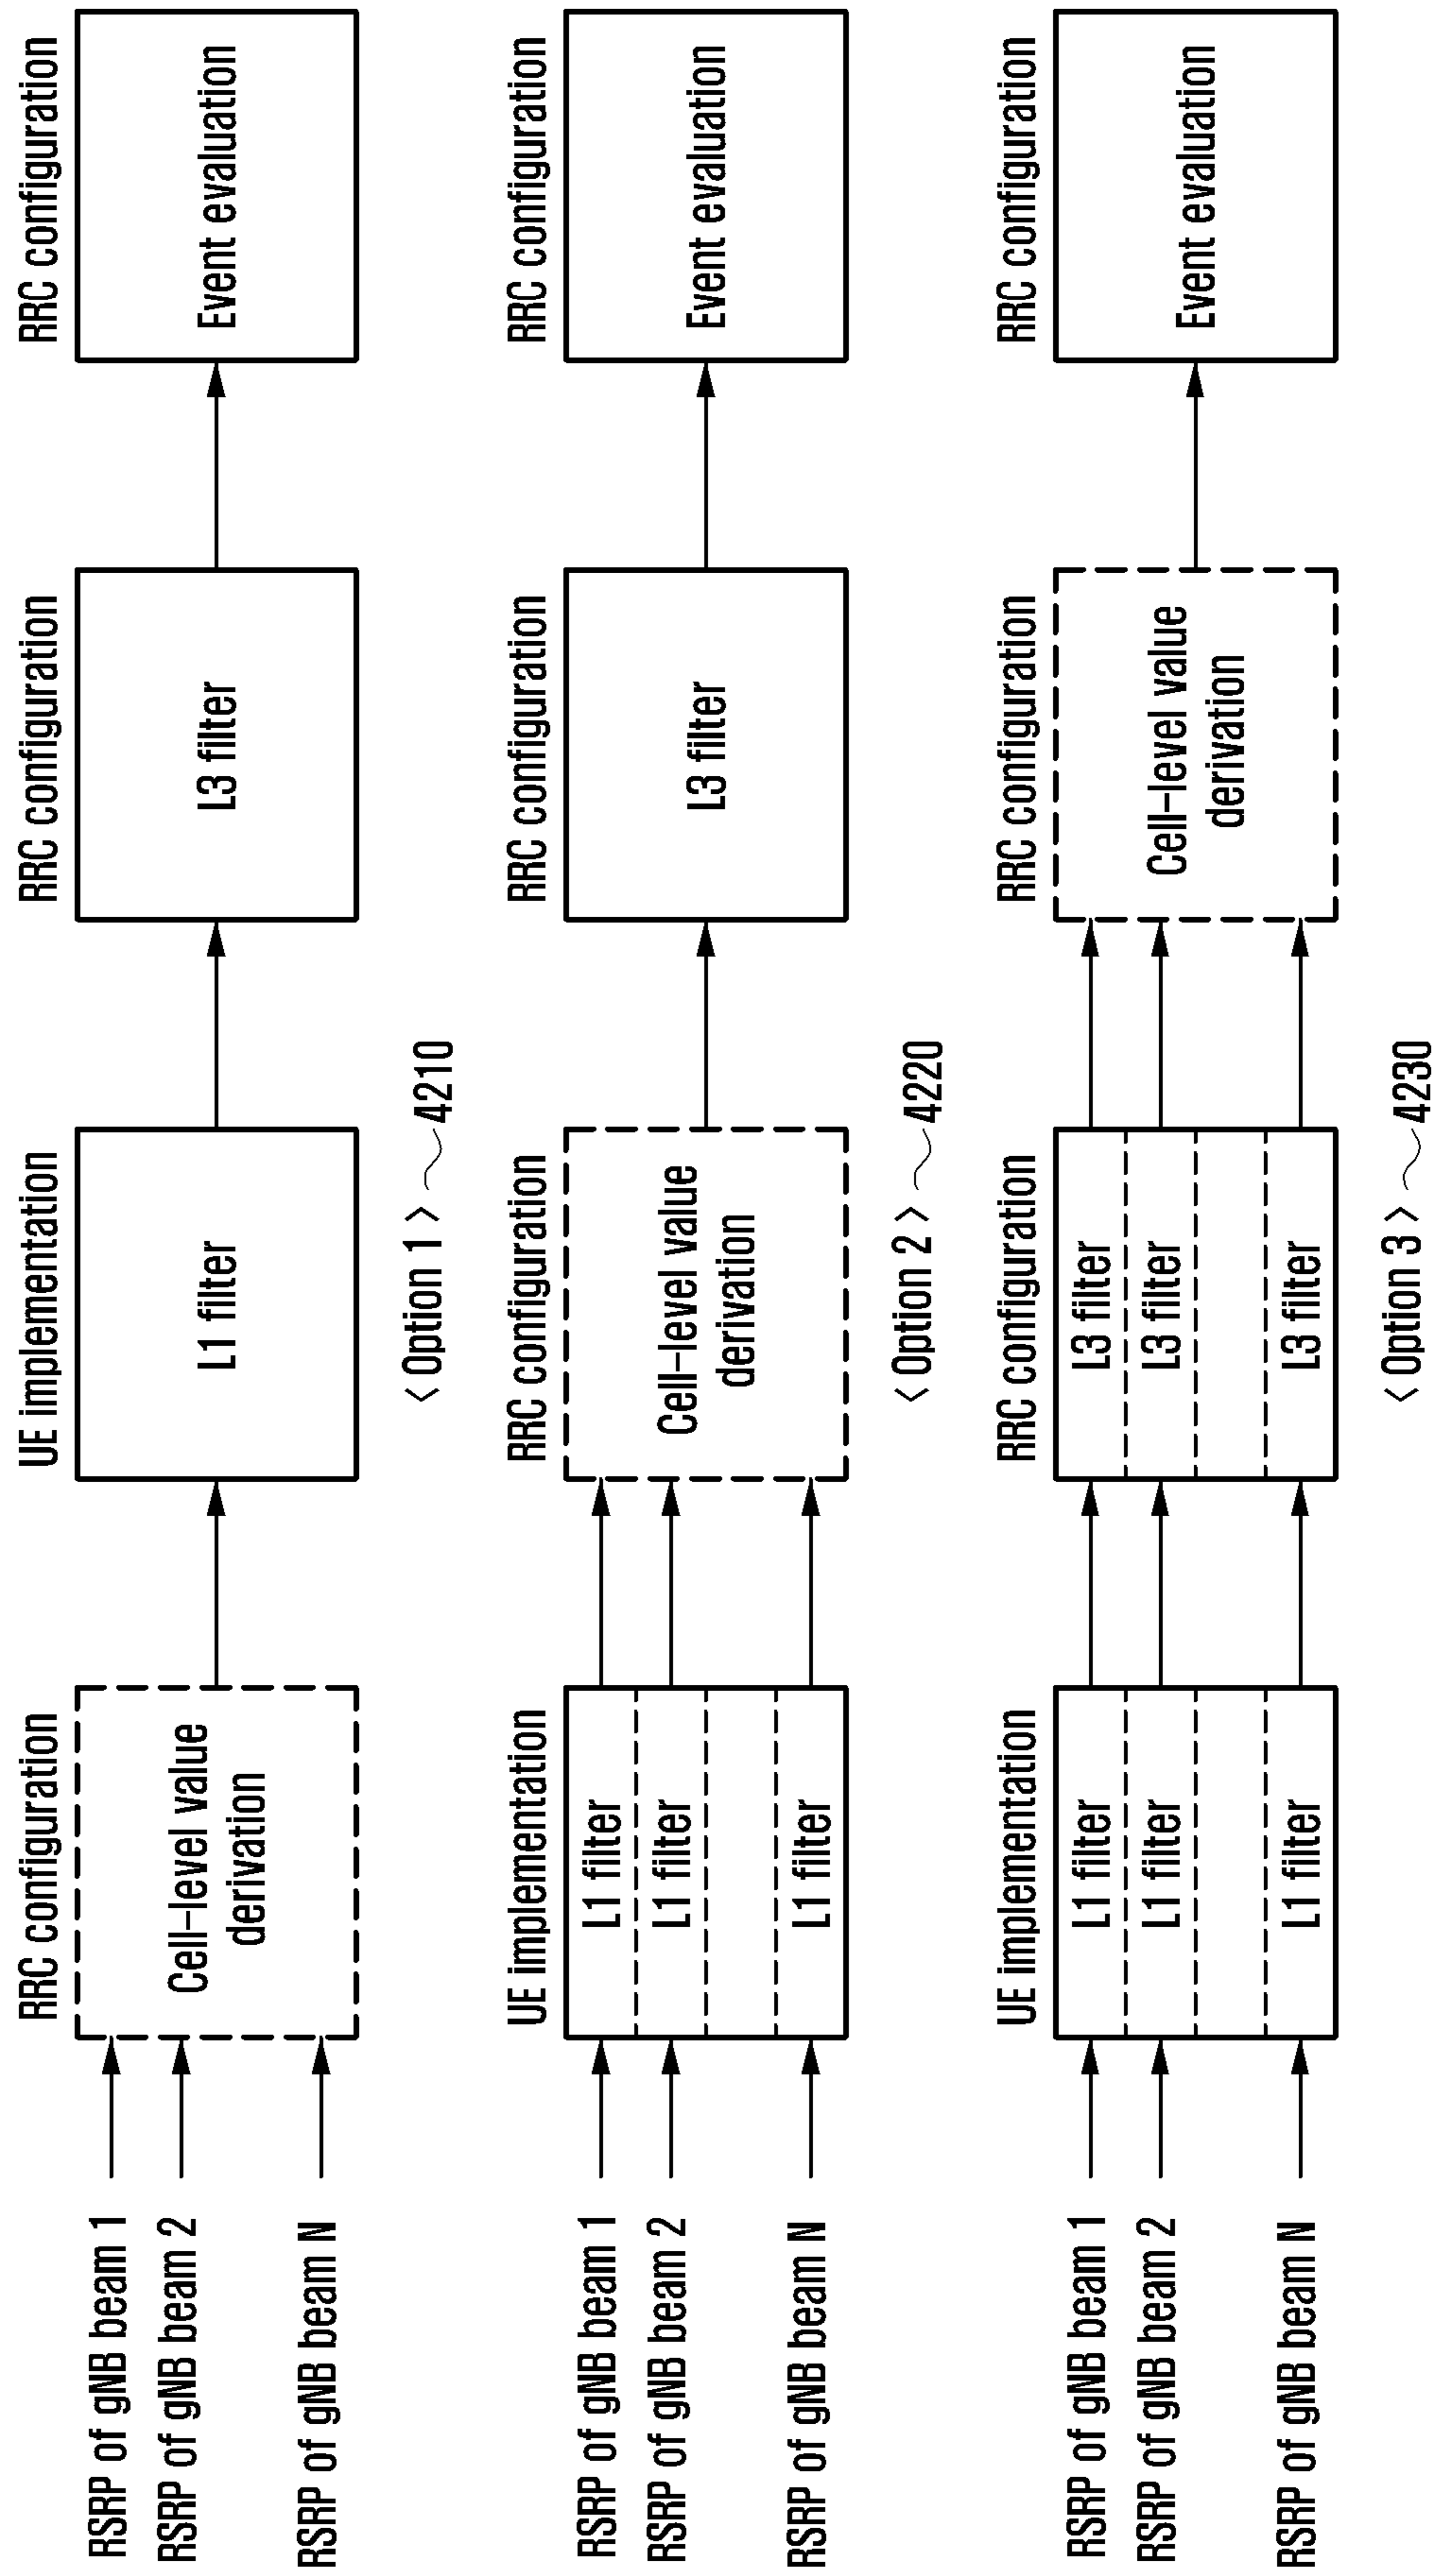 RRC configuration
UE implementation
RRC configuration
RRC configuration
RSRP of gNB beam 1
RSRP of gNB beam 2
RSRP of gNB beam N
Cell-level value
derivation
L1 filter
L3 filter
Event evaluation
< Option 1 > 4210
UE implementation
RRC configuration
RRC configuration
RRC configuration
RSRP of gNB beam 1
RSRP of gNB beam 2
RSRP of gNB beam N
L1 filter
L1 filter
L1 filter
Cell-level value
derivation
L3 filter
Event evaluation
< Option 2 > 4220
UE implementation
RRC configuration
RRC configuration
RRC configuration
RSRP of gNB beam 1
RSRP of gNB beam 2
RSRP of gNB beam N
L1 filter
L1 filter
L1 filter
L3 filter
L3 filter
L3 filter
Cell-level value
derivation
Event evaluation
< Option 3 > 4230